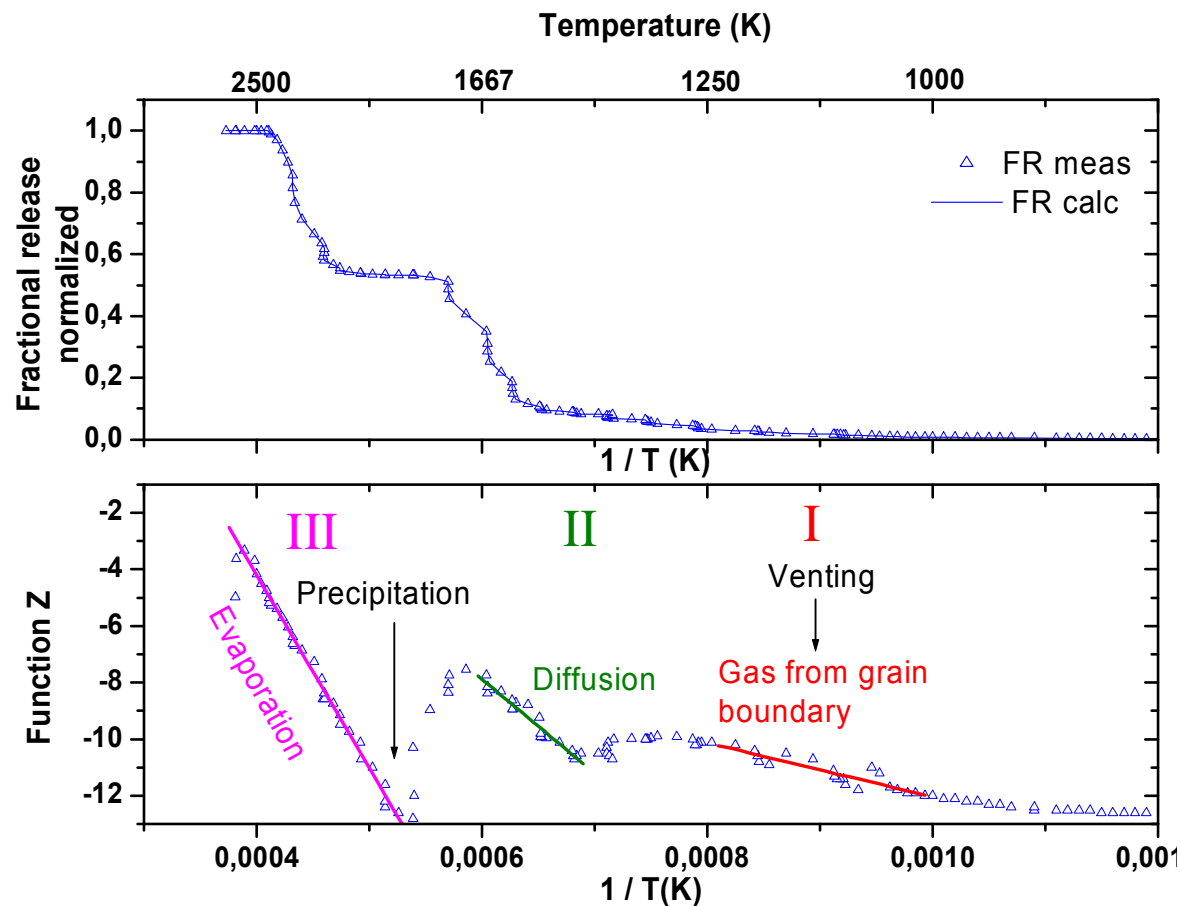 Temperature (K)
2500 1667 1250 1000
Fractional release
normalized
1,0
0,8
0,6
0,4
0,2
0,0
FR meas
FR calc
1 / T (K)
Function Z
-2
-4
-6
-8
-10
-12
III
II
I
Precipitation
Venting
Evaporation
Diffusion
Gas from grain
boundary
0,0004 0,0006 0,0008 0,0010 0,001
1 / T(K)